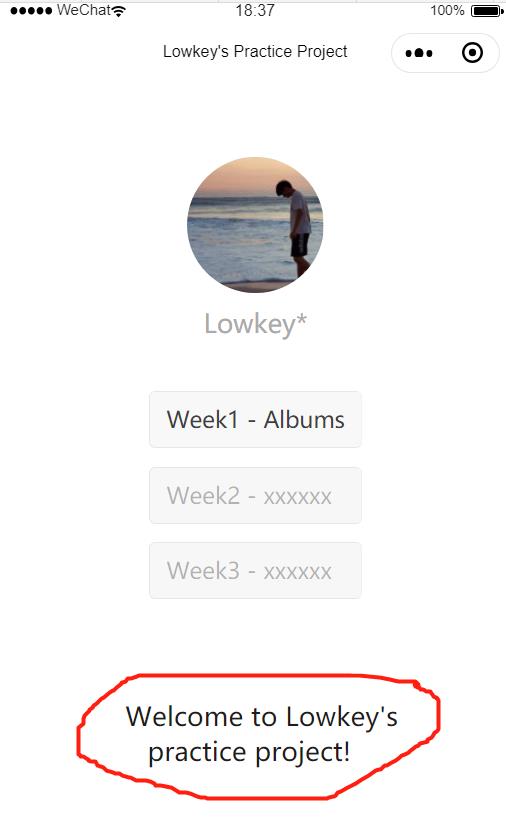 WeChat 18:37 100%
Lowkey's Practice Project
Lowkey*
Week1 - Albums
Week2 - xxxxxx
Week3 - xxxxxx
Welcome to Lowkey's
practice project!